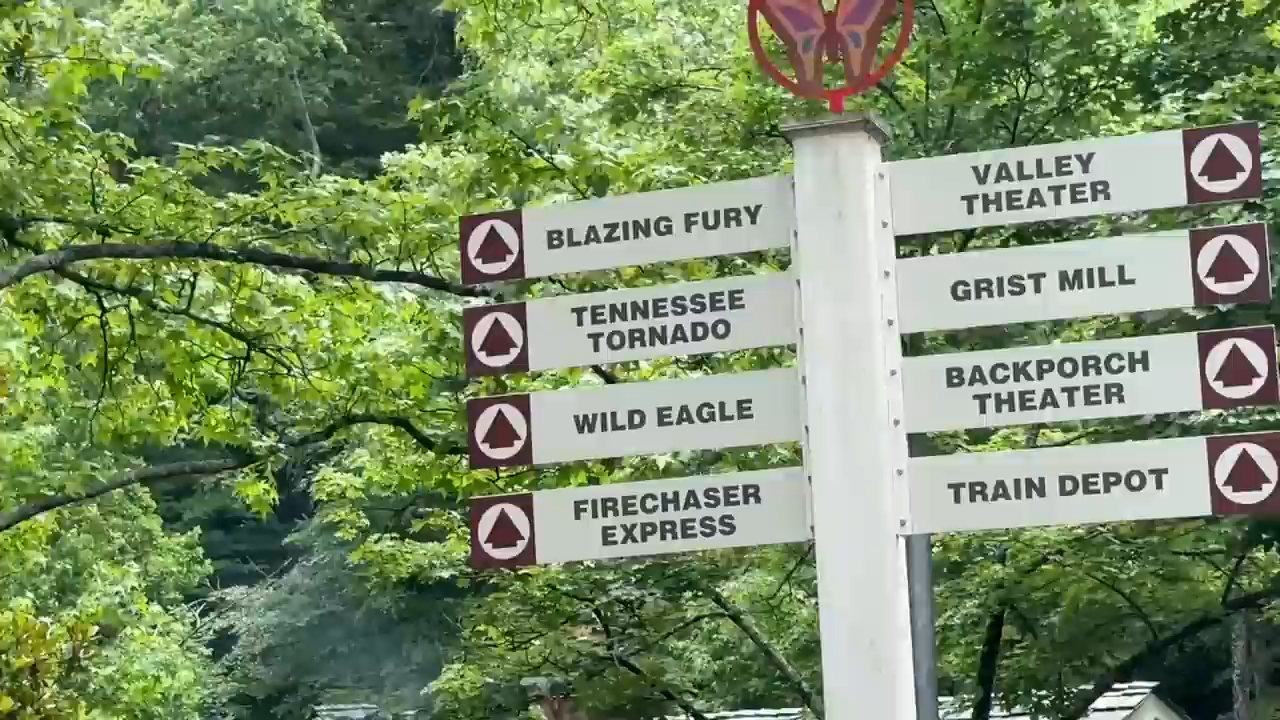 BLAZING FURY
TENNESSEE
TORNADO
WILD EAGLE
FIRECHASER
EXPRESS
VALLEY
THEATER
GRIST MILL
BACKPORCH
THEATER
TRAIN DEPOT